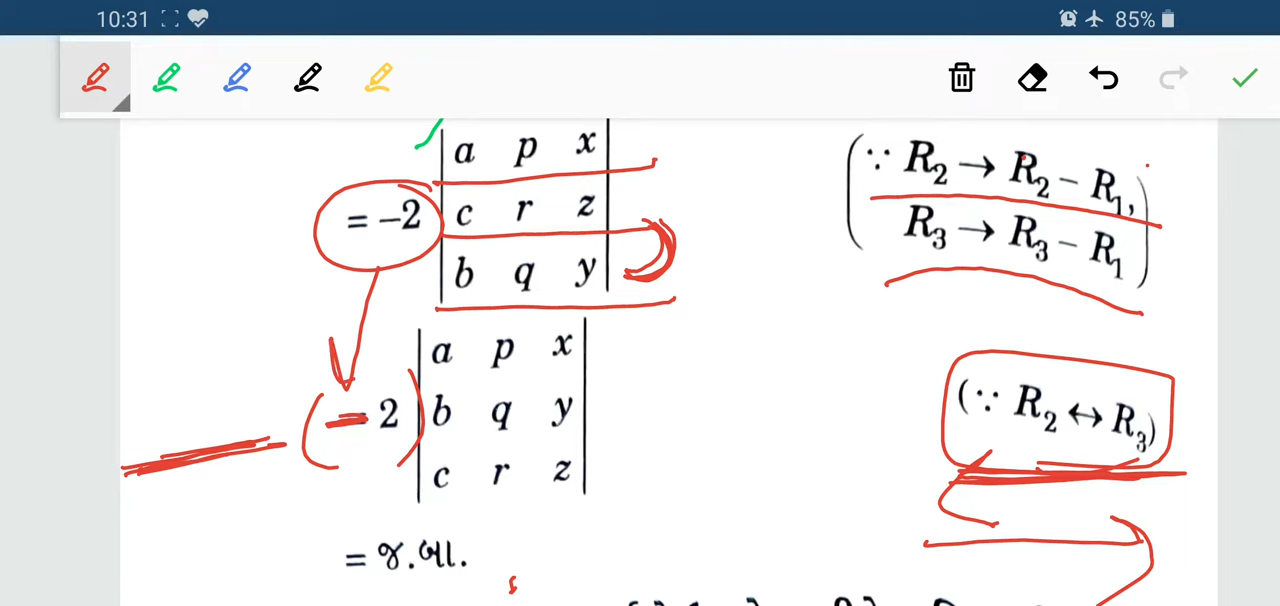 10:31 85%
a p x
= −2 c r z
b q y
(∵ R₂ → R₂ − R₁,
R₃ → R₃ − R₁)
a p x
= 2 b q y
c r z
(∵ R₂ ↔ R₃)
= જ.બા.